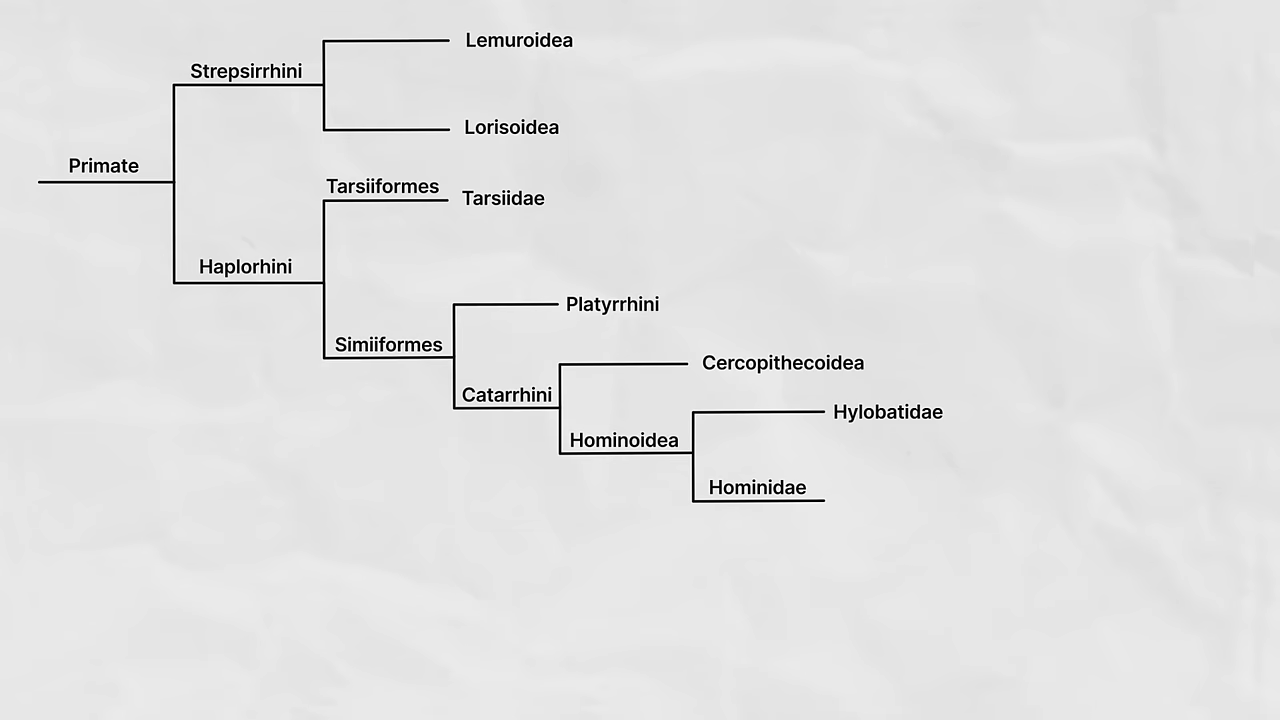 Lemuroidea
Strepsirrhini
Lorisoidea
Primate
Tarsiiformes
Tarsiidae
Haplorhini
Platyrrhini
Simiiformes
Cercopithecoidea
Catarrhini
Hylobatidae
Hominoidea
Hominidae